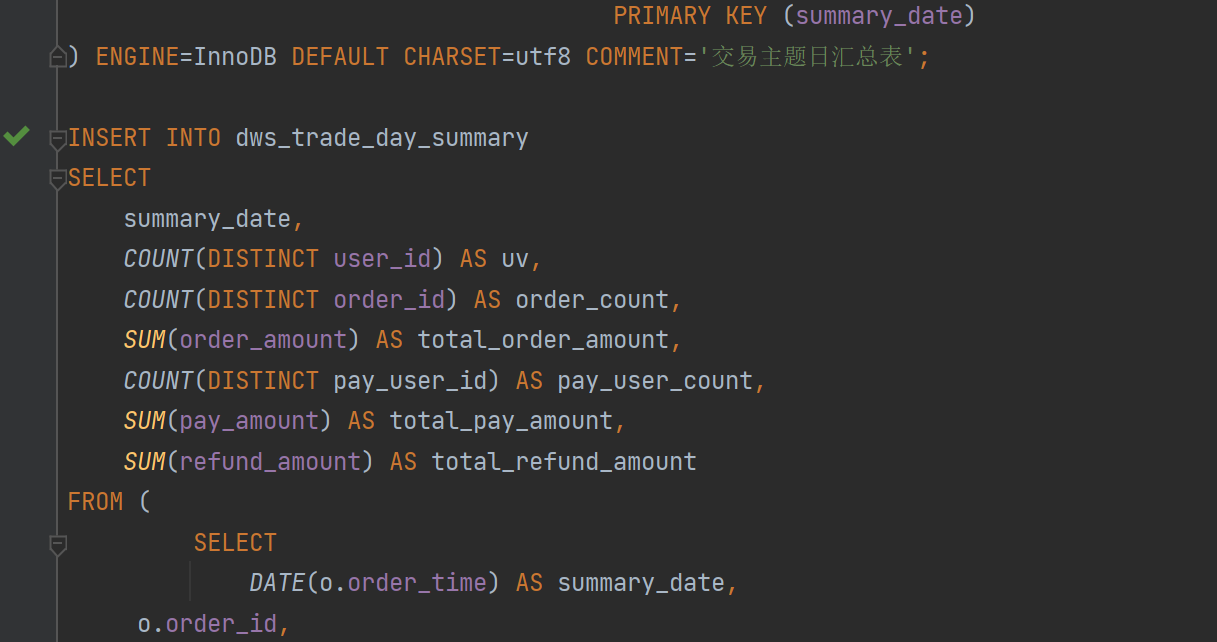 PRIMARY KEY (summary_date)
) ENGINE=InnoDB DEFAULT CHARSET=utf8 COMMENT='交易主题日汇总表';
INSERT INTO dws_trade_day_summary
SELECT
summary_date,
COUNT(DISTINCT user_id) AS uv,
COUNT(DISTINCT order_id) AS order_count,
SUM(order_amount) AS total_order_amount,
COUNT(DISTINCT pay_user_id) AS pay_user_count,
SUM(pay_amount) AS total_pay_amount,
SUM(refund_amount) AS total_refund_amount
FROM (
SELECT
DATE(o.order_time) AS summary_date,
o.order_id,